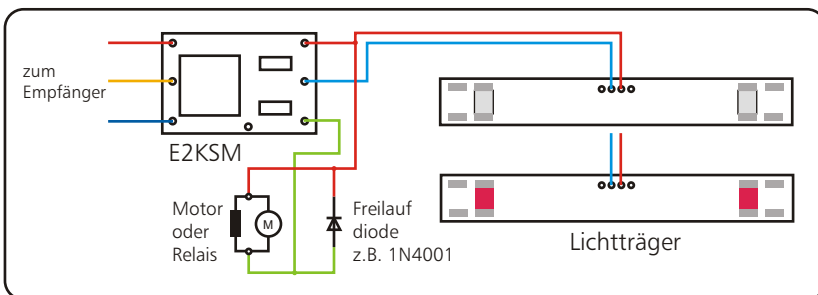 zum
Empfänger
E2KSM
Motor
oder
Relais
M
Freilauf
diode
z.B. 1N4001
Lichtträger